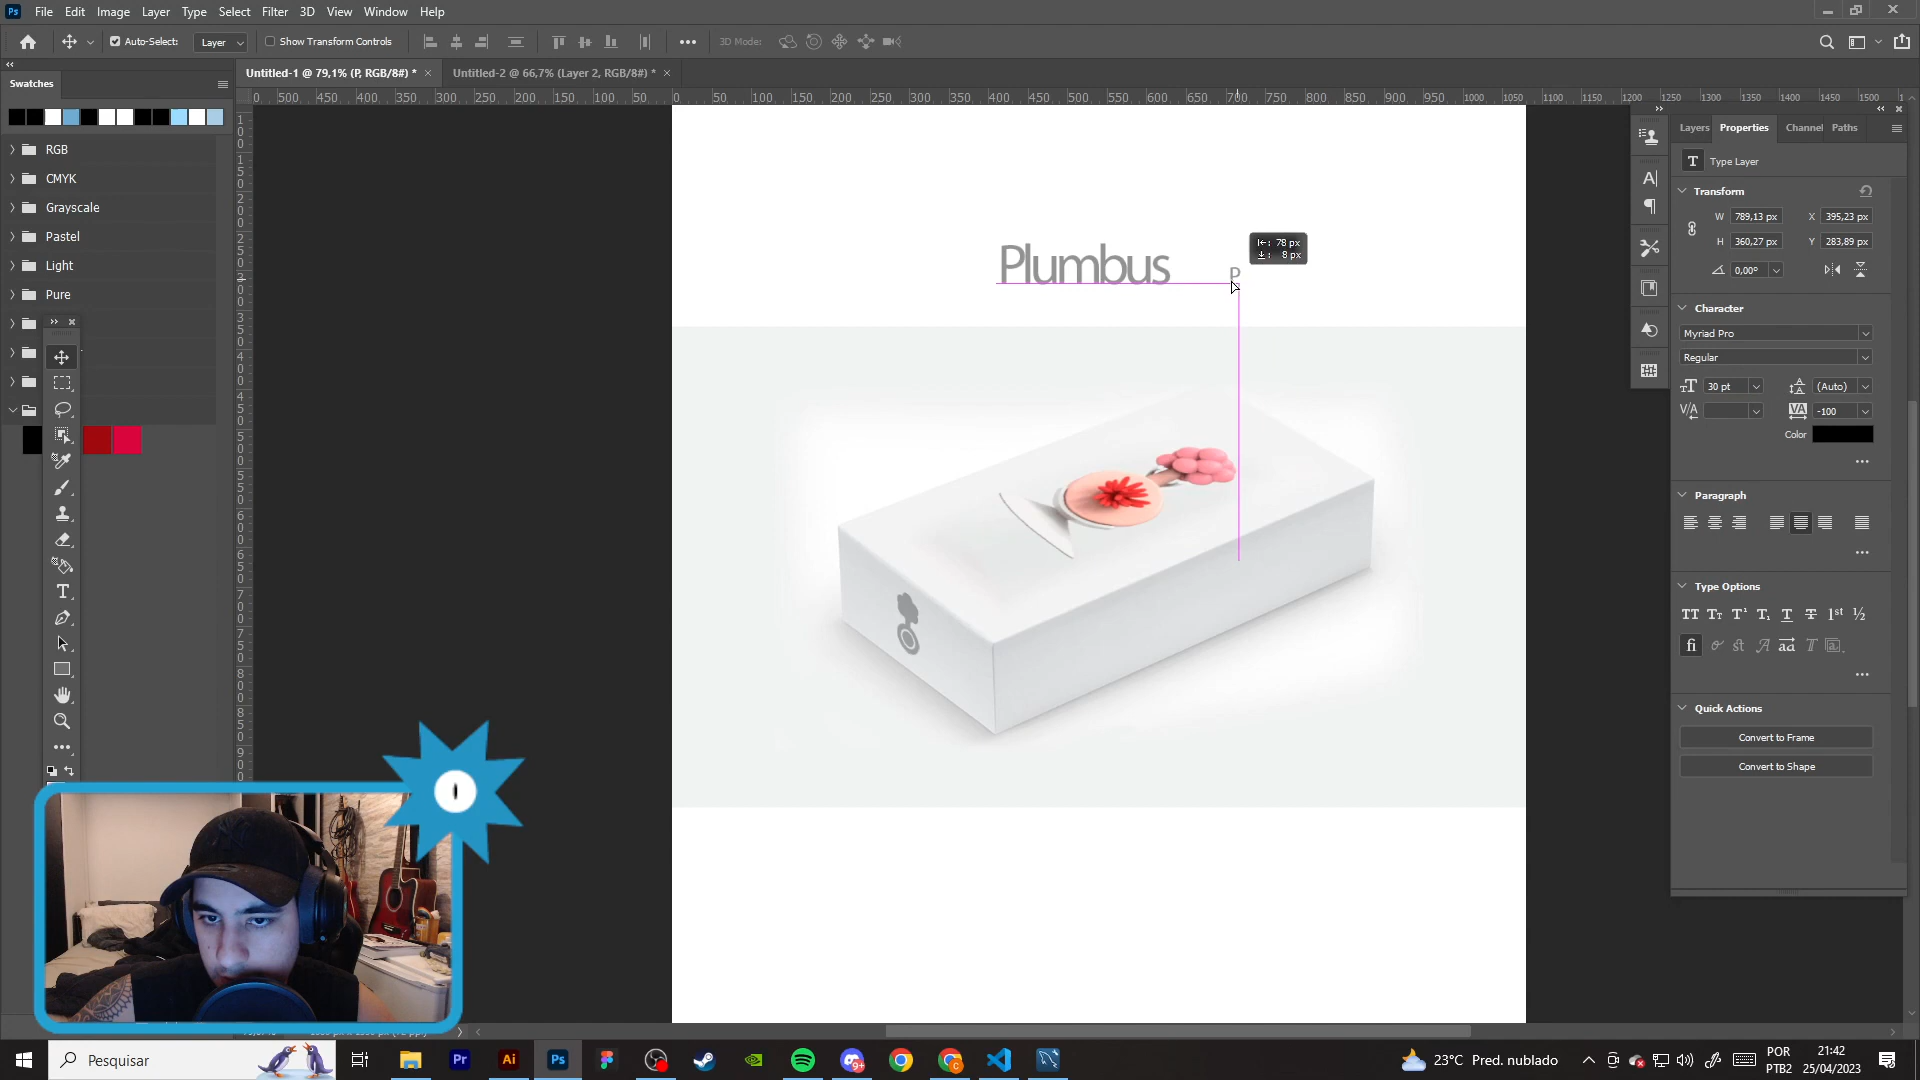 File Edit Image Layer Type Select Filter 3D View Window Help
Auto-Select: Layer Show Transform Controls 3D Mode:
Swatches
Untitled-1 @ 79,1% (P, RGB/8#) * Untitled-2 @ 66,7% (Layer 2, RGB/8#) *
RGB
CMYK
Grayscale
Pastel
Light
Pure
Plumbus
P
78 px
8 px
Layers Properties Channel Paths
Type Layer
Transform
W 789,13 px X 395,23 px
H 360,27 px Y 283,89 px
0,00°
Character
Myriad Pro
Regular
30 pt (Auto)
-100
Color
Paragraph
Type Options
Quick Actions
Convert to Frame
Convert to Shape
Pesquisar
23°C Pred. nublado
POR
PTB2
21:42
25/04/2023